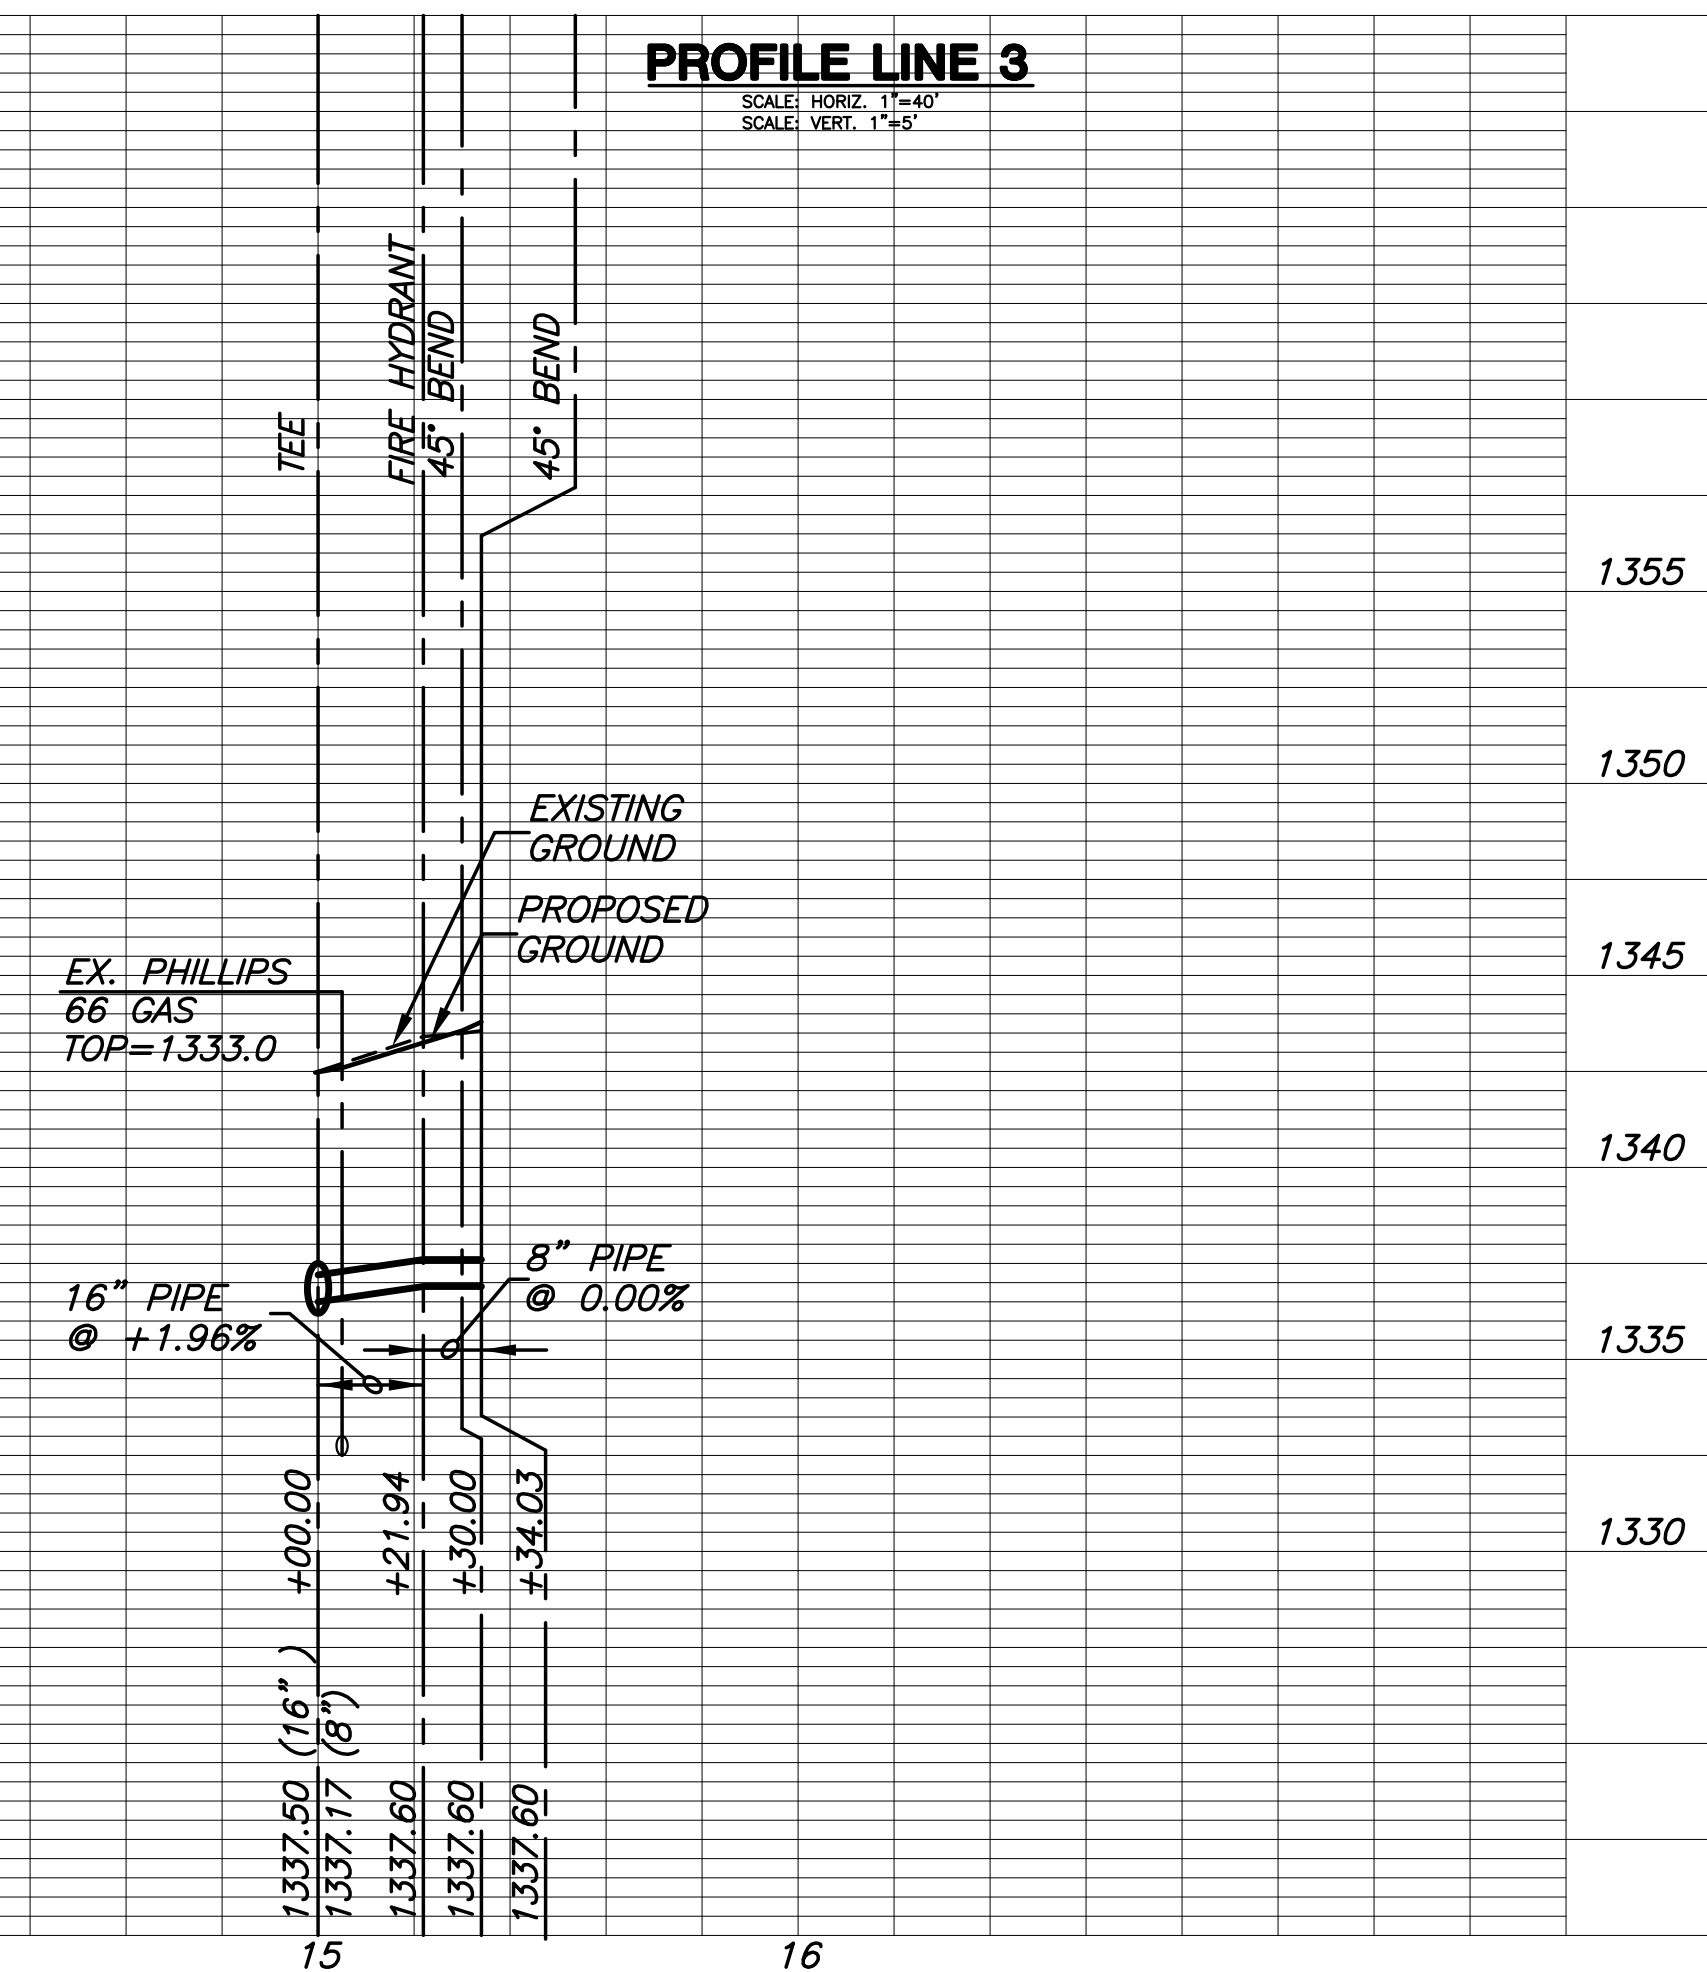 PROFILE LINE 3
SCALE: HORIZ. 1"=40'
SCALE: VERT. 1"=5'
TEE
FIRE HYDRANT
45° BEND
45° BEND
1355
1350
EXISTING
GROUND
PROPOSED
GROUND
1345
EX. PHILLIPS
66 GAS
TOP=1333.0
1340
8" PIPE
@ 0.00%
16" PIPE
@ +1.96%
1335
1330
+00.00
+21.94
+30.00
+34.03
1337.50 (16" )
1337.17 (8")
1337.60
1337.60
1337.60
15
16